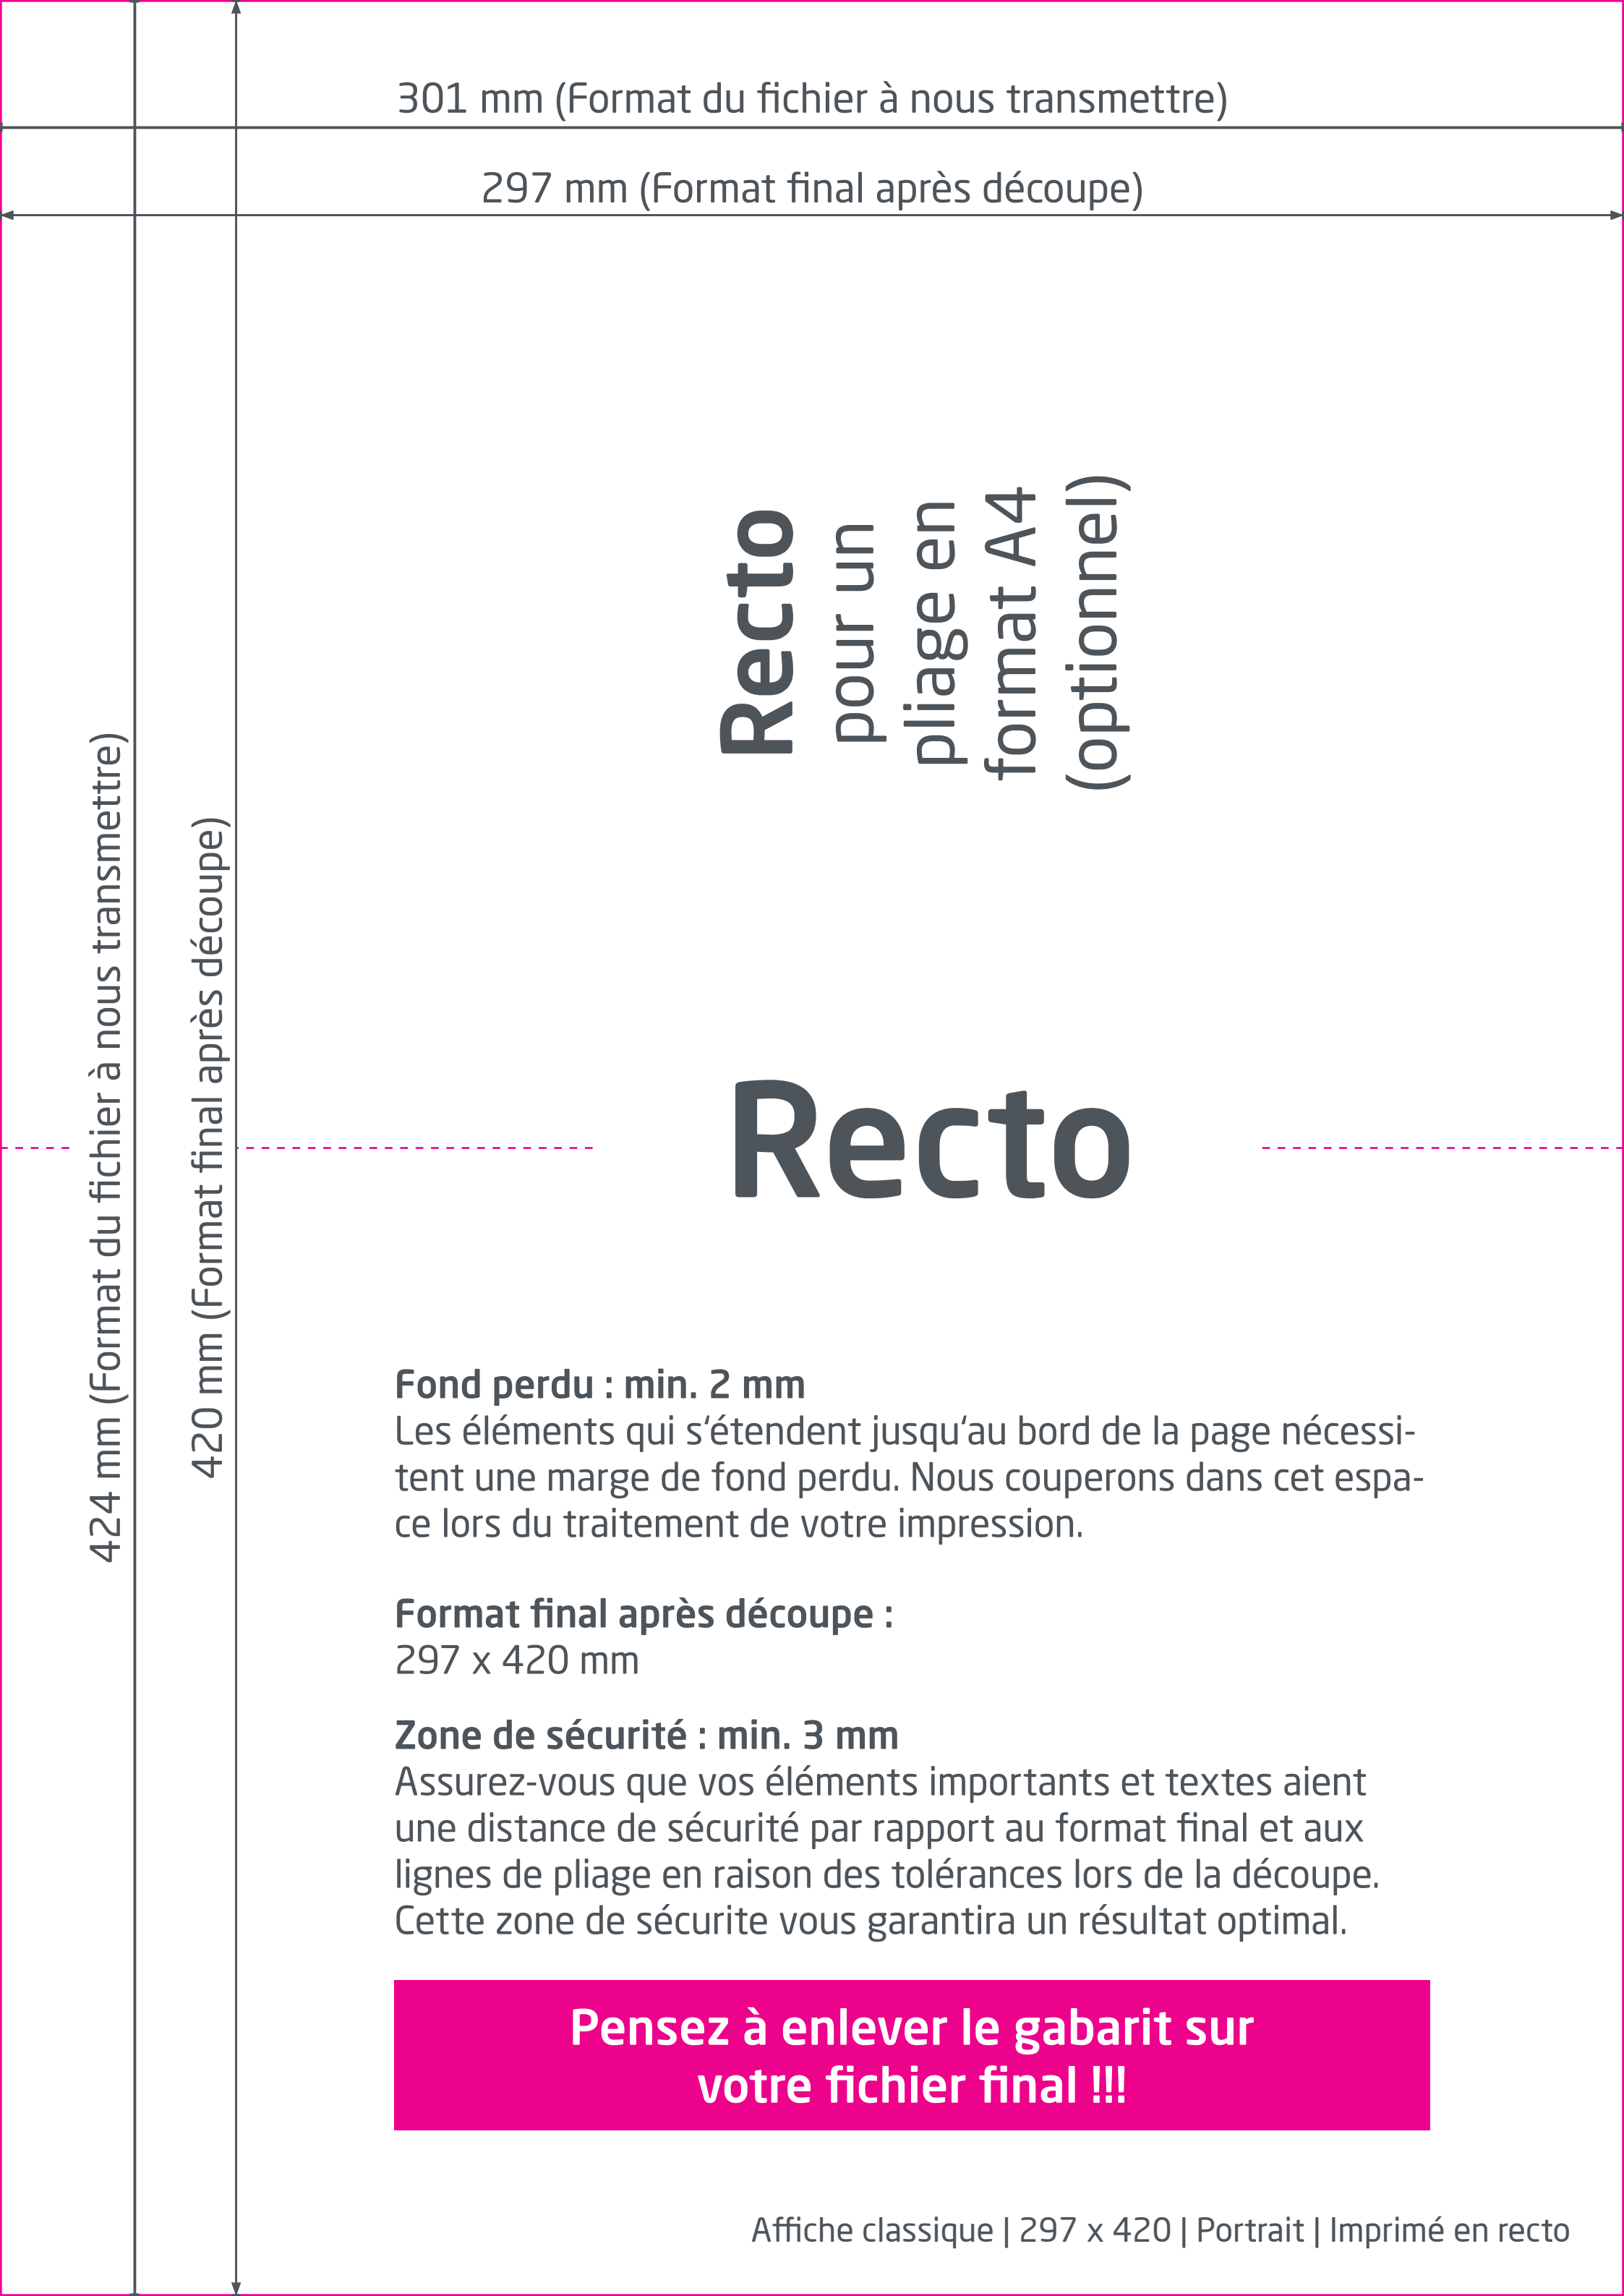 301 mm (Format du fichier à nous transmettre)
297 mm (Format final après découpe)
424 mm (Format du fichier à nous transmettre)
420 mm (Format final après découpe)
Recto
pour un
pliage en
format A4
(optionnel)
Recto
Fond perdu : min. 2 mm
Les éléments qui s‘étendent jusqu‘au bord de la page nécessi-
tent une marge de fond perdu. Nous couperons dans cet espa-
ce lors du traitement de votre impression.
Format final après découpe :
297 x 420 mm
Zone de sécurité : min. 3 mm
Assurez-vous que vos éléments importants et textes aient
une distance de sécurité par rapport au format final et aux
lignes de pliage en raison des tolérances lors de la découpe.
Cette zone de sécurite vous garantira un résultat optimal.
Pensez à enlever le gabarit sur
votre fichier final !!!
Affiche classique | 297 x 420 | Portrait | Imprimé en recto